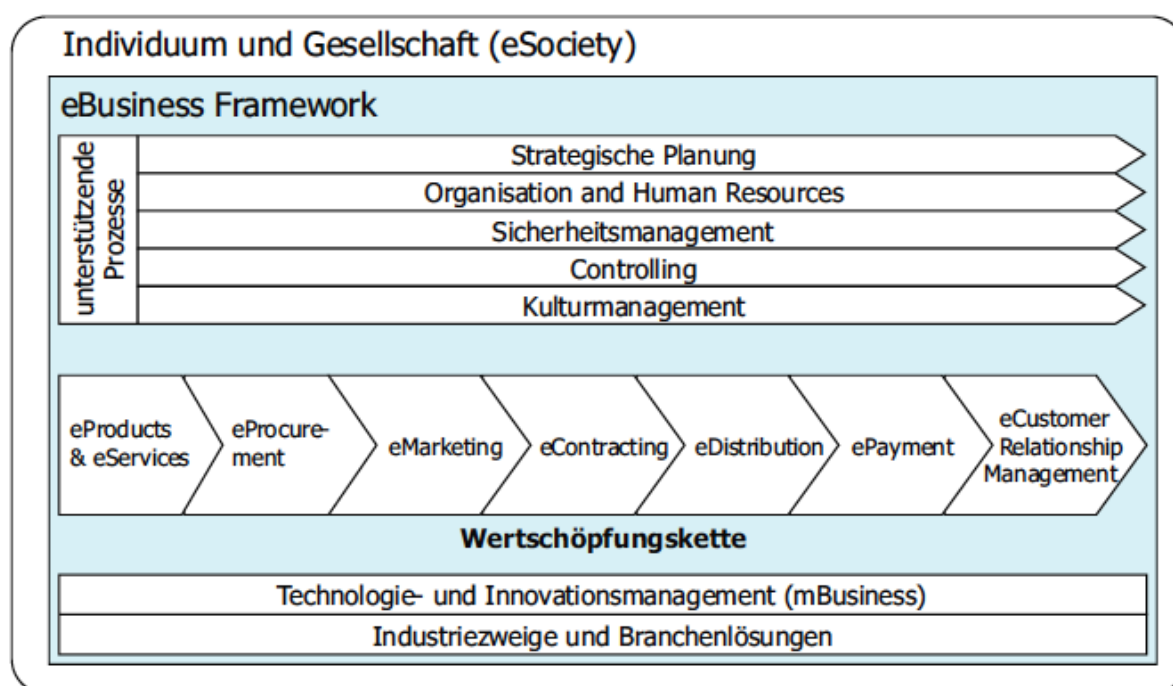 Individuum und Gesellschaft (eSociety)
eBusiness Framework
unterstützende
Prozesse
Strategische Planung
Organisation and Human Resources
Sicherheitsmanagement
Controlling
Kulturmanagement
eProducts
& eServices
eProcure-
ment
eMarketing
eContracting
eDistribution
ePayment
eCustomer
Relationship
Management
Wertschöpfungskette
Technologie- und Innovationsmanagement (mBusiness)
Industriezweige und Branchenlösungen